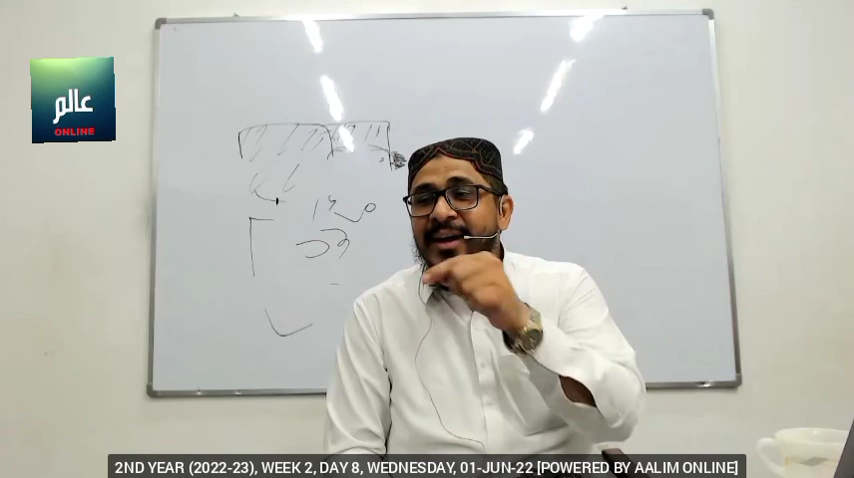 عالم
ONLINE
2ND YEAR (2022-23), WEEK 2, DAY 8, WEDNESDAY, 01-JUN-22 [POWERED BY AALIM ONLINE]